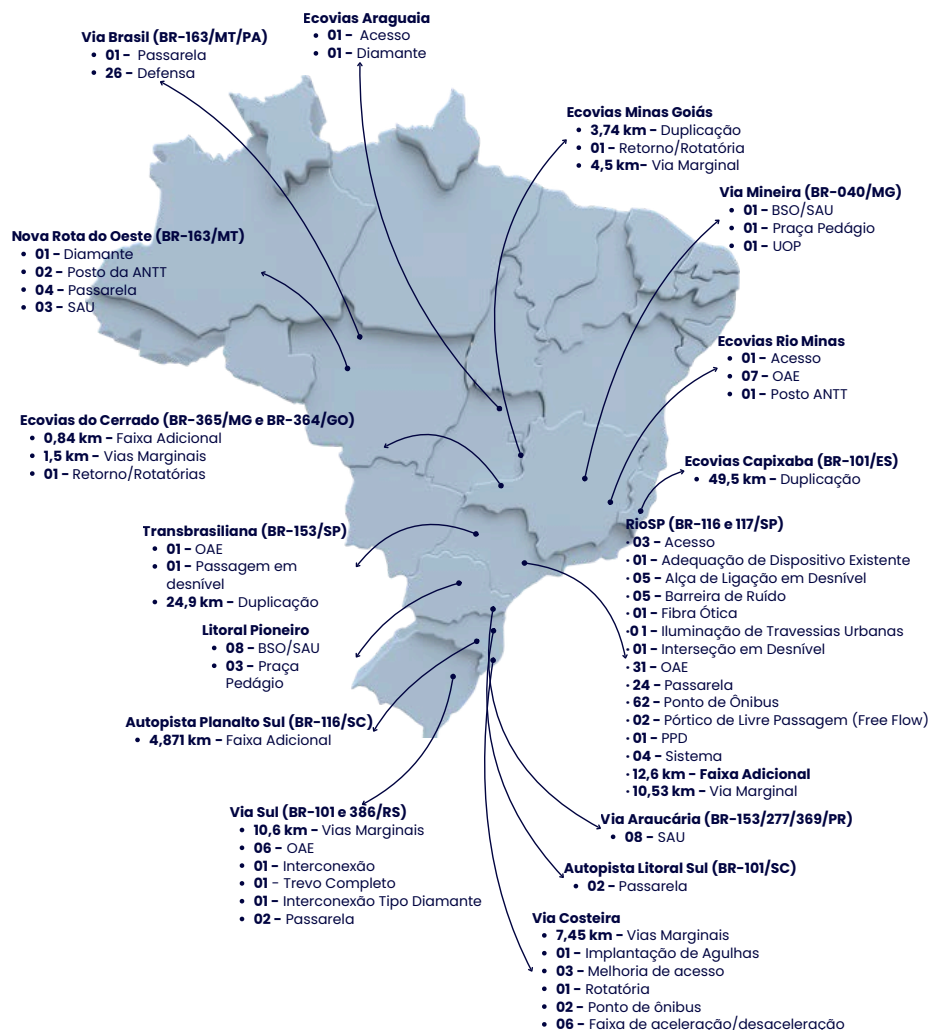 Ecovias Araguaia
• 01 - Acesso
• 01 - Diamante
Via Brasil (BR-163/MT/PA)
• 01 - Passarela
• 26 - Defensa
Ecovias Minas Goiás
• 3,74 km - Duplicação
• 01 - Retorno/Rotatória
• 4,5 km- Via Marginal
Via Mineira (BR-040/MG)
• 01 - BSO/SAU
• 01 - Praça Pedágio
• 01 - UOP
Nova Rota do Oeste (BR-163/MT)
• 01 - Diamante
• 02 - Posto da ANTT
• 04 - Passarela
• 03 - SAU
Ecovias Rio Minas
• 01 - Acesso
• 07 - OAE
• 01 - Posto ANTT
Ecovias do Cerrado (BR-365/MG e BR-364/GO)
• 0,84 km - Faixa Adicional
• 1,5 km - Vias Marginais
• 01 - Retorno/Rotatórias
Ecovias Capixaba (BR-101/ES)
• 49,5 km - Duplicação
Transbrasiliana (BR-153/SP)
• 01 - OAE
• 01 - Passagem em
desnível
• 24,9 km - Duplicação
RioSP (BR-116 e 117/SP)
· 03 - Acesso
· 01 - Adequação de Dispositivo Existente
· 05 - Alça de Ligação em Desnível
· 05 - Barreira de Ruído
· 01 - Fibra Ótica
·0 1 - Iluminação de Travessias Urbanas
· 01 - Interseção em Desnível
· 31 - OAE
· 24 - Passarela
· 62 - Ponto de Ônibus
· 02 - Pórtico de Livre Passagem (Free Flow)
· 01 - PPD
· 04 - Sistema
· 12,6 km - Faixa Adicional
· 10,53 km - Via Marginal
Litoral Pioneiro
• 08 - BSO/SAU
• 03 - Praça
Pedágio
Autopista Planalto Sul (BR-116/SC)
• 4,871 km - Faixa Adicional
Via Sul (BR-101 e 386/RS)
• 10,6 km - Vias Marginais
• 06 - OAE
• 01 - Interconexão
• 01 - Trevo Completo
• 01 - Interconexão Tipo Diamante
• 02 - Passarela
Via Araucária (BR-153/277/369/PR)
• 08 - SAU
Autopista Litoral Sul (BR-101/SC)
• 02 - Passarela
Via Costeira
• 7,45 km - Vias Marginais
• 01 - Implantação de Agulhas
• 03 - Melhoria de acesso
• 01 - Rotatória
• 02 - Ponto de ônibus
• 06 - Faixa de aceleração/desaceleração